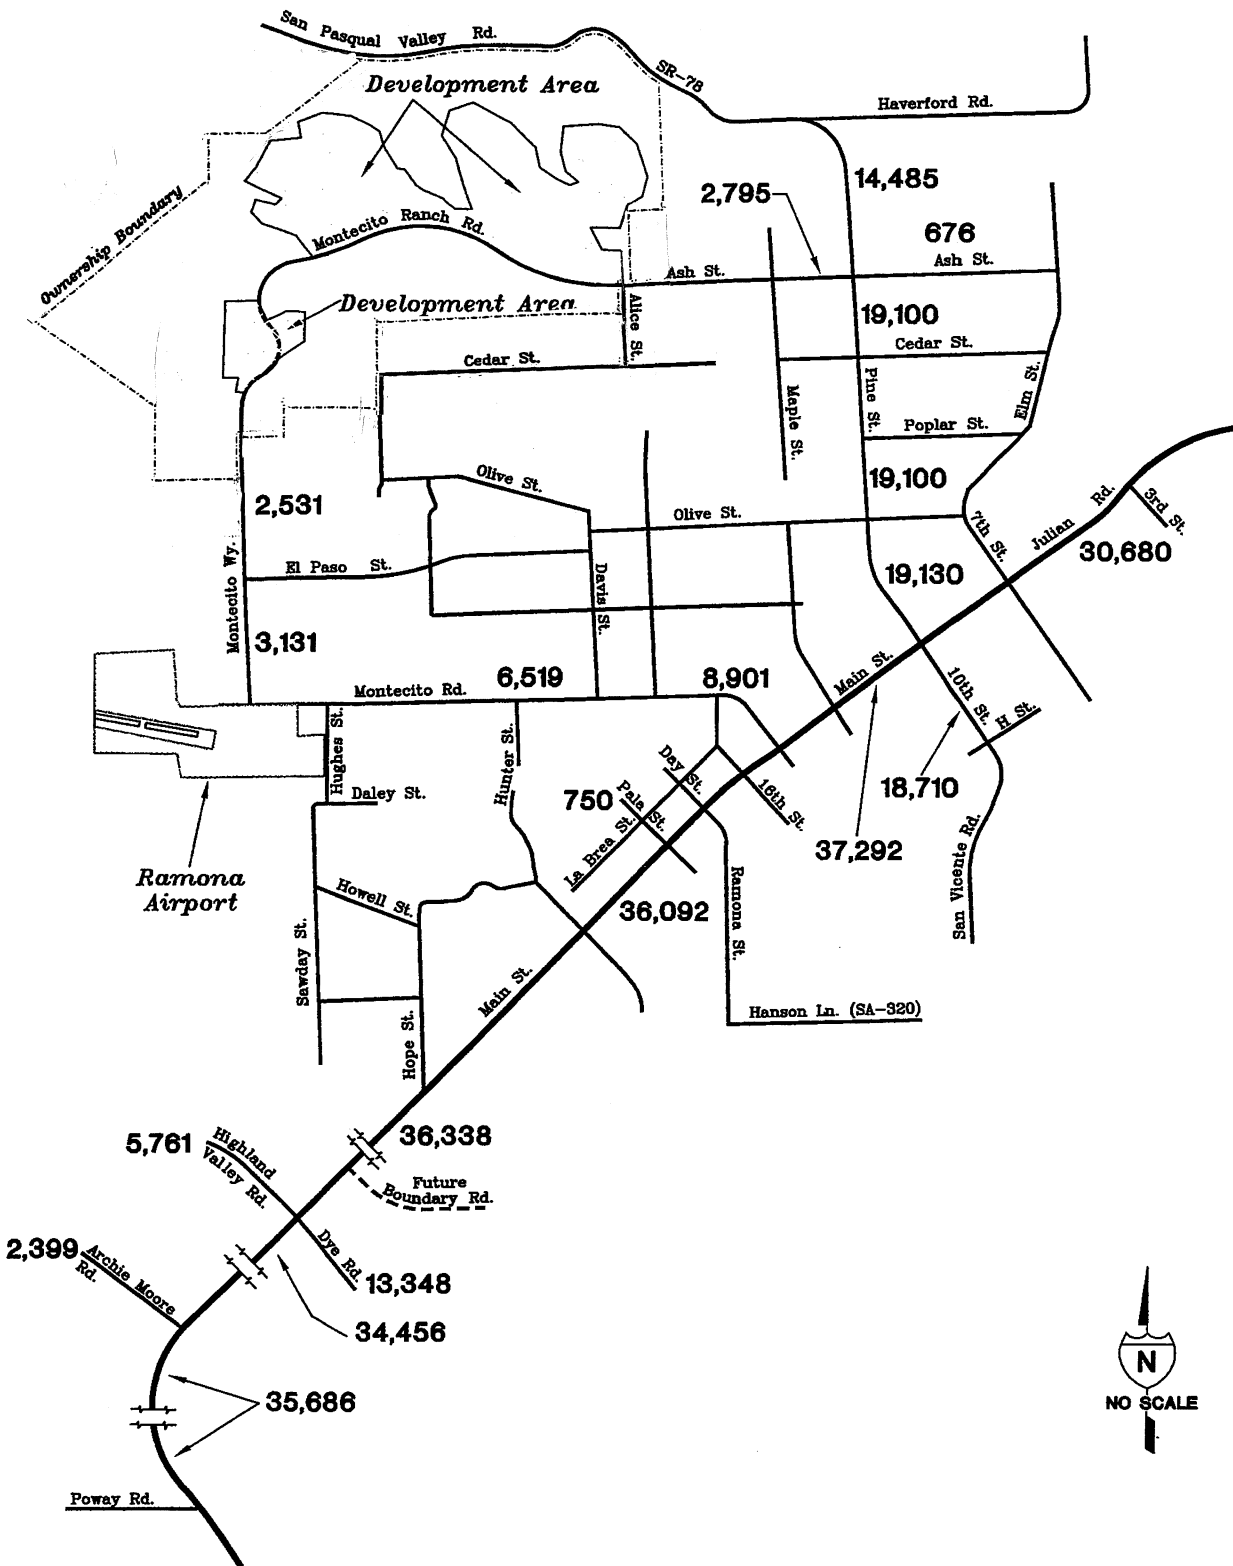 San Pasqual Valley Rd.
SR-78
Development Area
Haverford Rd.
14,485
2,795
Ownership Boundary
Montecito Ranch Rd.
676
Ash St.
Ash St.
Development Area
Alice St.
19,100
Cedar St.
Cedar St.
Pine St.
Elm St.
Maple St.
Poplar St.
Olive St.
19,100
2,531
Olive St.
7th St.
Julian Rd.
3rd St.
30,680
Montecito Wy.
El Paso St.
Davis St.
19,130
3,131
6,519
8,901
Montecito Rd.
Main St.
10th St.
H St.
Hughes St.
Hunter St.
Day St.
Daley St.
750
Pala St.
16th St.
18,710
La Brea St.
37,292
San Vicente Rd.
Ramona
Airport
Howell St.
36,092
Ramona St.
Sawday St.
Main St.
Hanson Ln. (SA-320)
Hope St.
5,761
Highland
Valley Rd.
36,338
Future
Boundary Rd.
Dye Rd.
2,399
Archie Moore
Rd.
13,348
34,456
35,686
N
NO SCALE
Poway Rd.